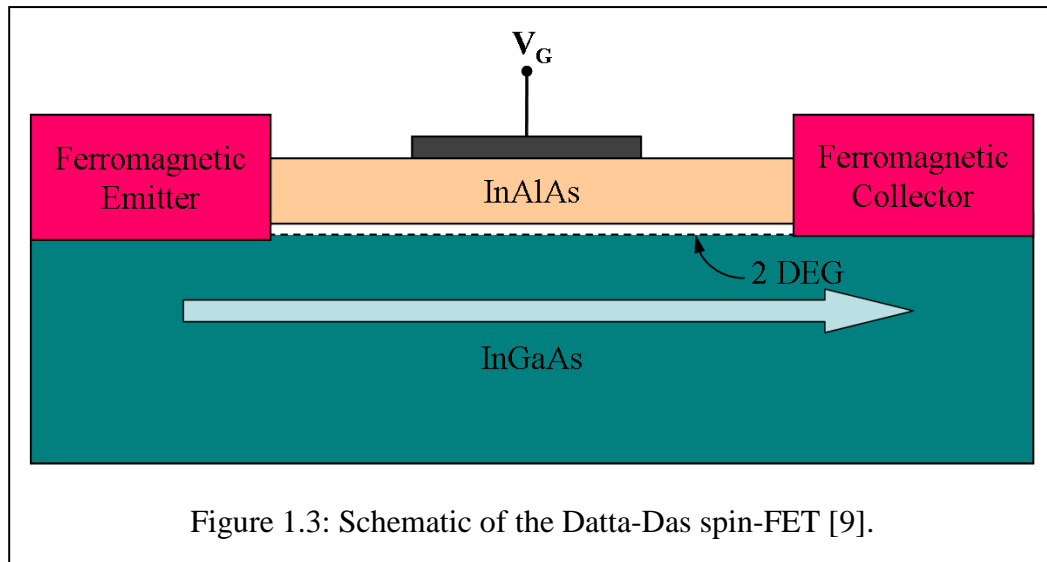 V_G
Ferromagnetic
Emitter
InAlAs
Ferromagnetic
Collector
2 DEG
InGaAs
Figure 1.3: Schematic of the Datta-Das spin-FET [9].